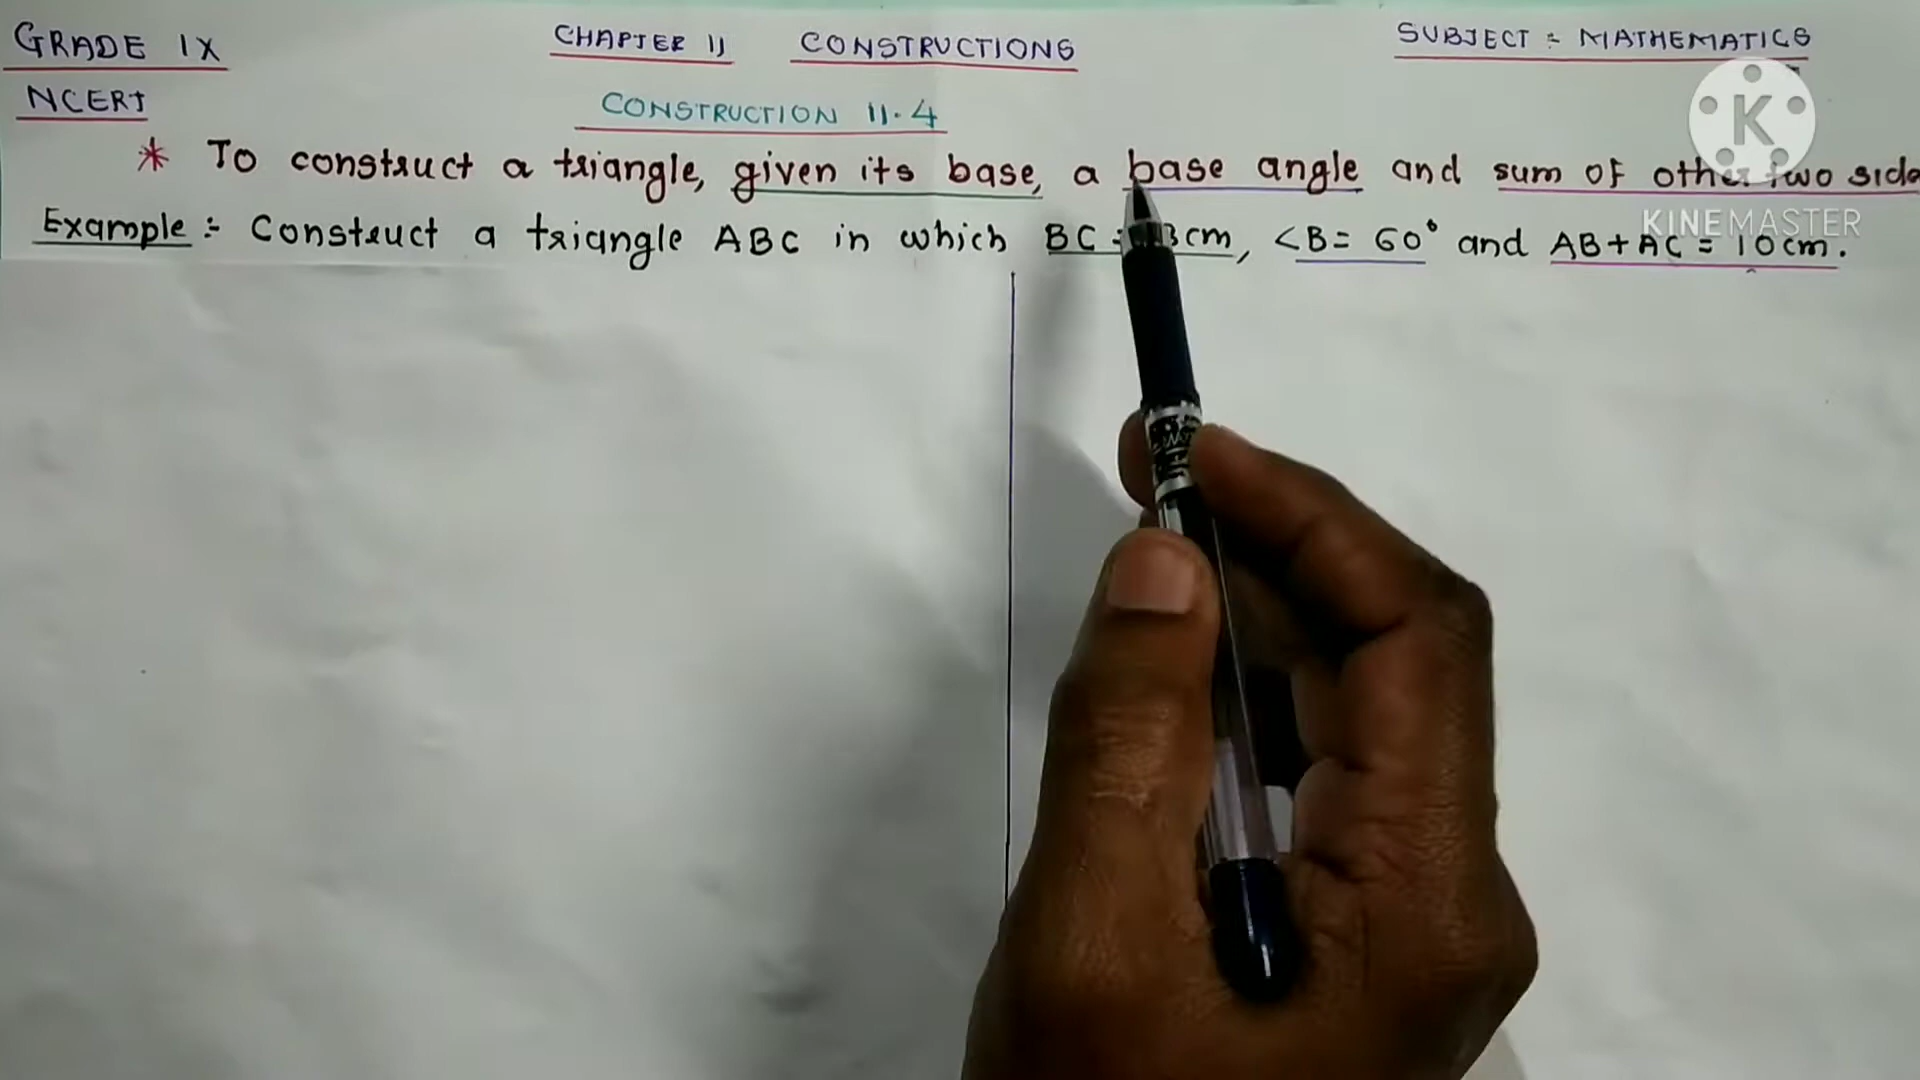 GRADE IX CHAPTER 11 CONSTRUCTIONS SUBJECT :- MATHEMATICS
NCERT CONSTRUCTION 11.4
K
* To construct a triangle, given its base, a base angle and sum of other two side
KINEMASTER
Example :- Construct a triangle ABC in which BC = cm, <B= 60° and AB+AC = 10cm.